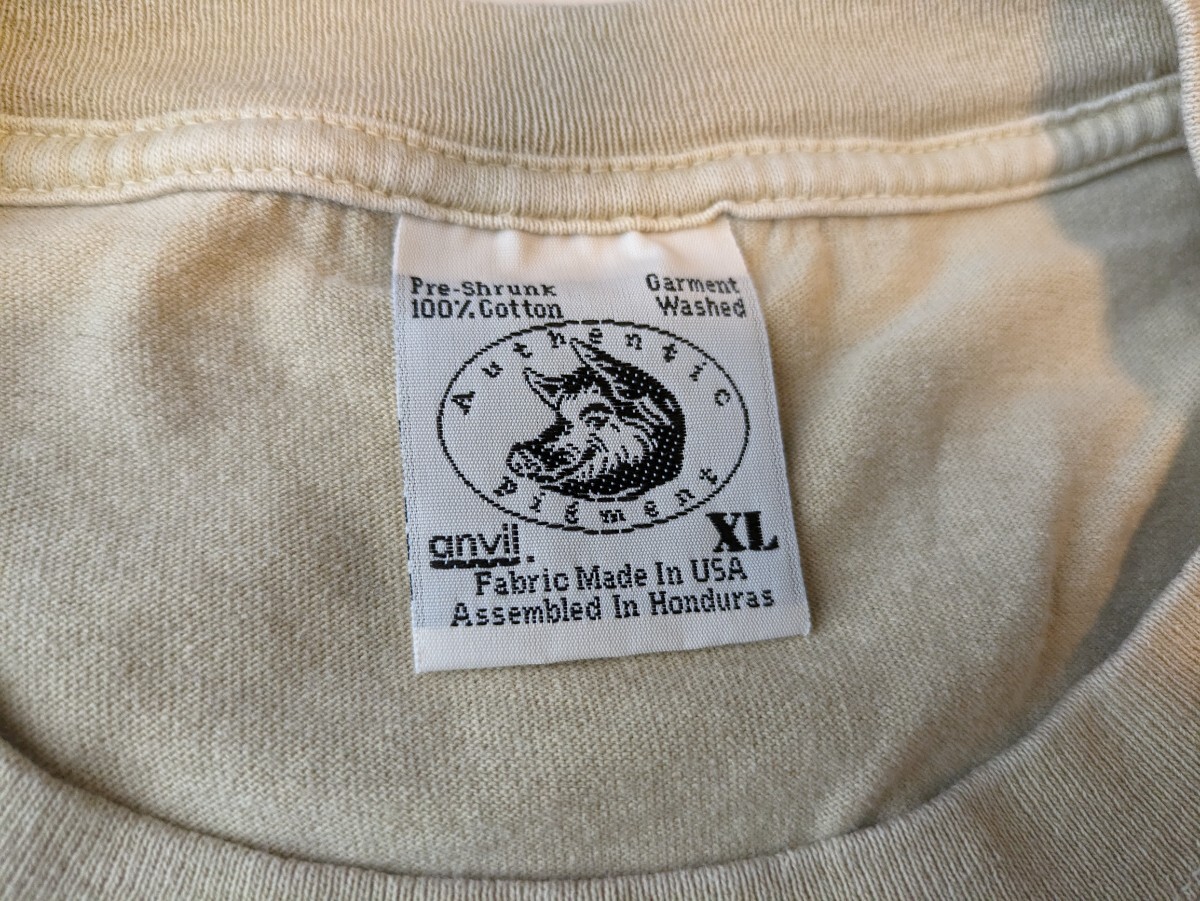 Pre-Shrunk Garment
100% Cotton Washed
Authentic
Pigment
anvil. XL
Fabric Made In USA
Assembled In Honduras